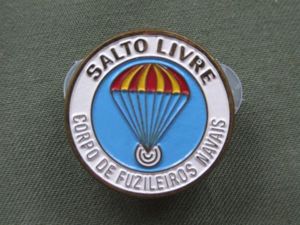 SALTO LIVRE
CORPO DE FUZILEIROS NAVAIS